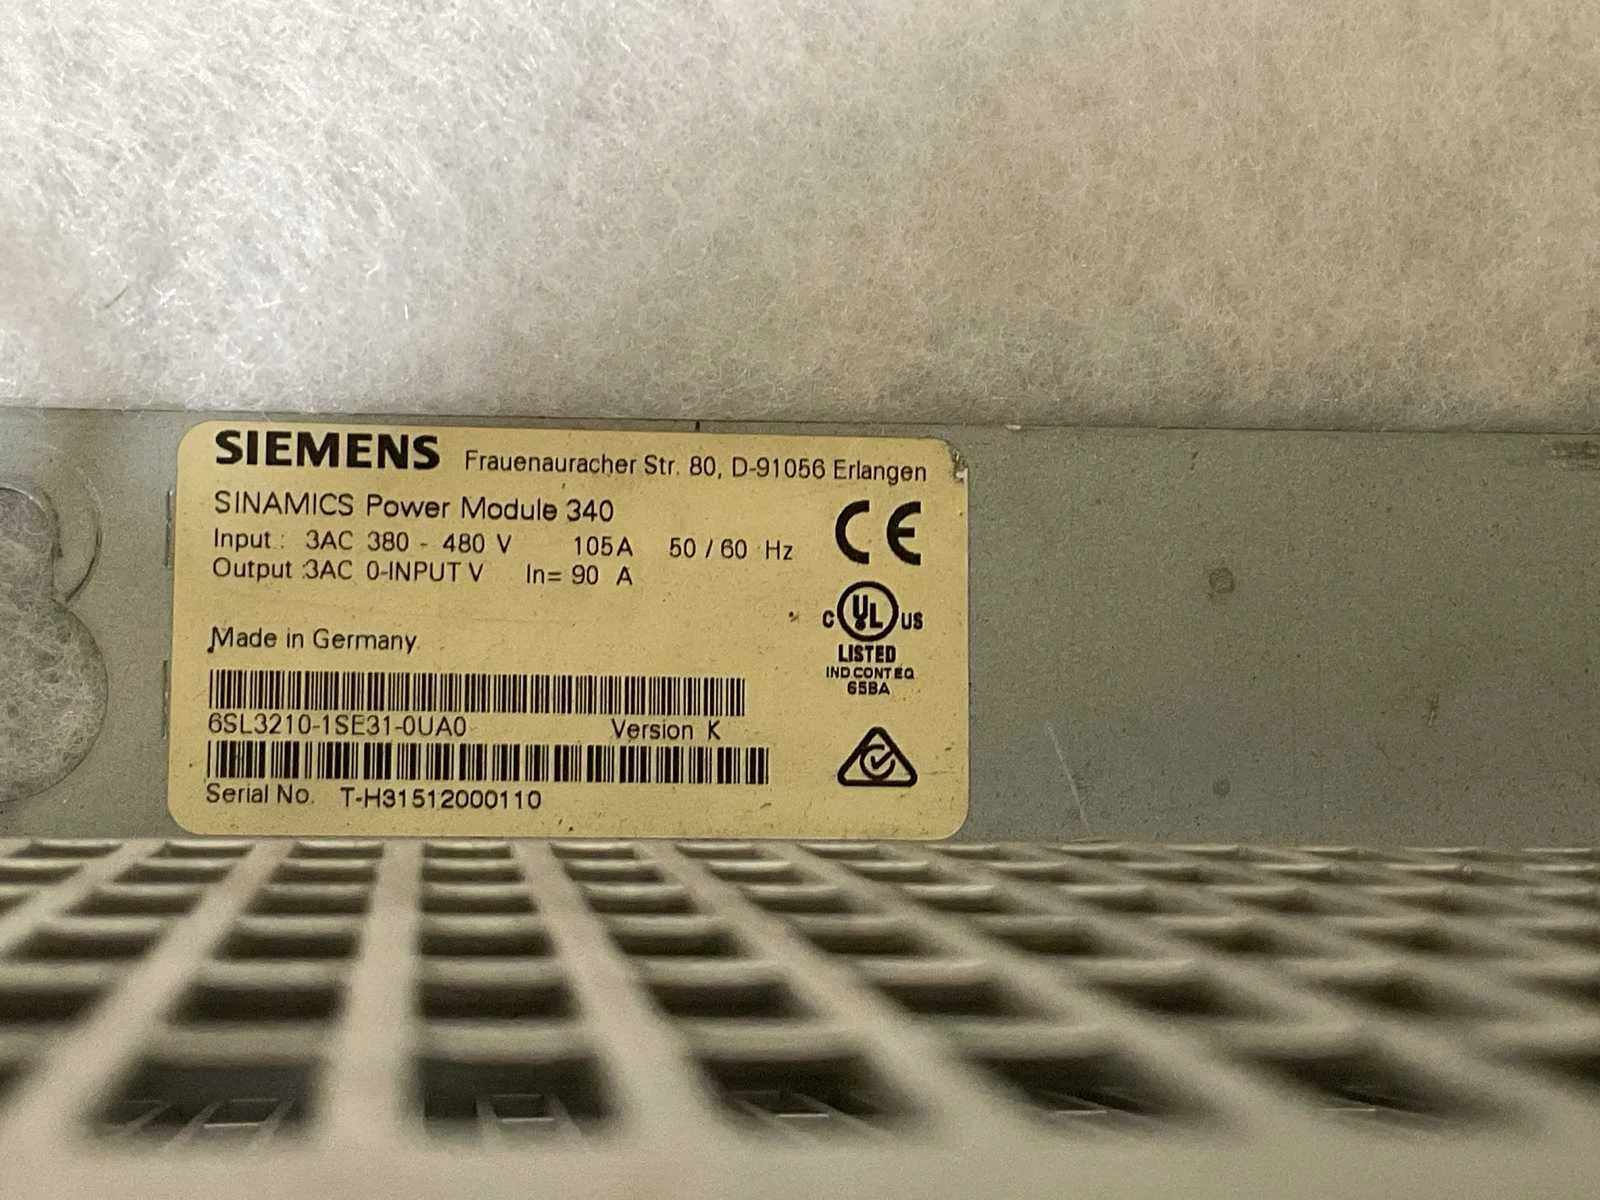 SIEMENS Frauenauracher Str. 80, D-91056 Erlangen
SINAMICS Power Module 340
Input : 3AC 380 - 480 V 105A 50 / 60 Hz
Output :3AC 0-INPUT V In= 90 A
CE
C UL US
LISTED
IND.CONT.EQ
65BA
Made in Germany
6SL3210-1SE31-0UA0 Version K
Serial No. T-H31512000110